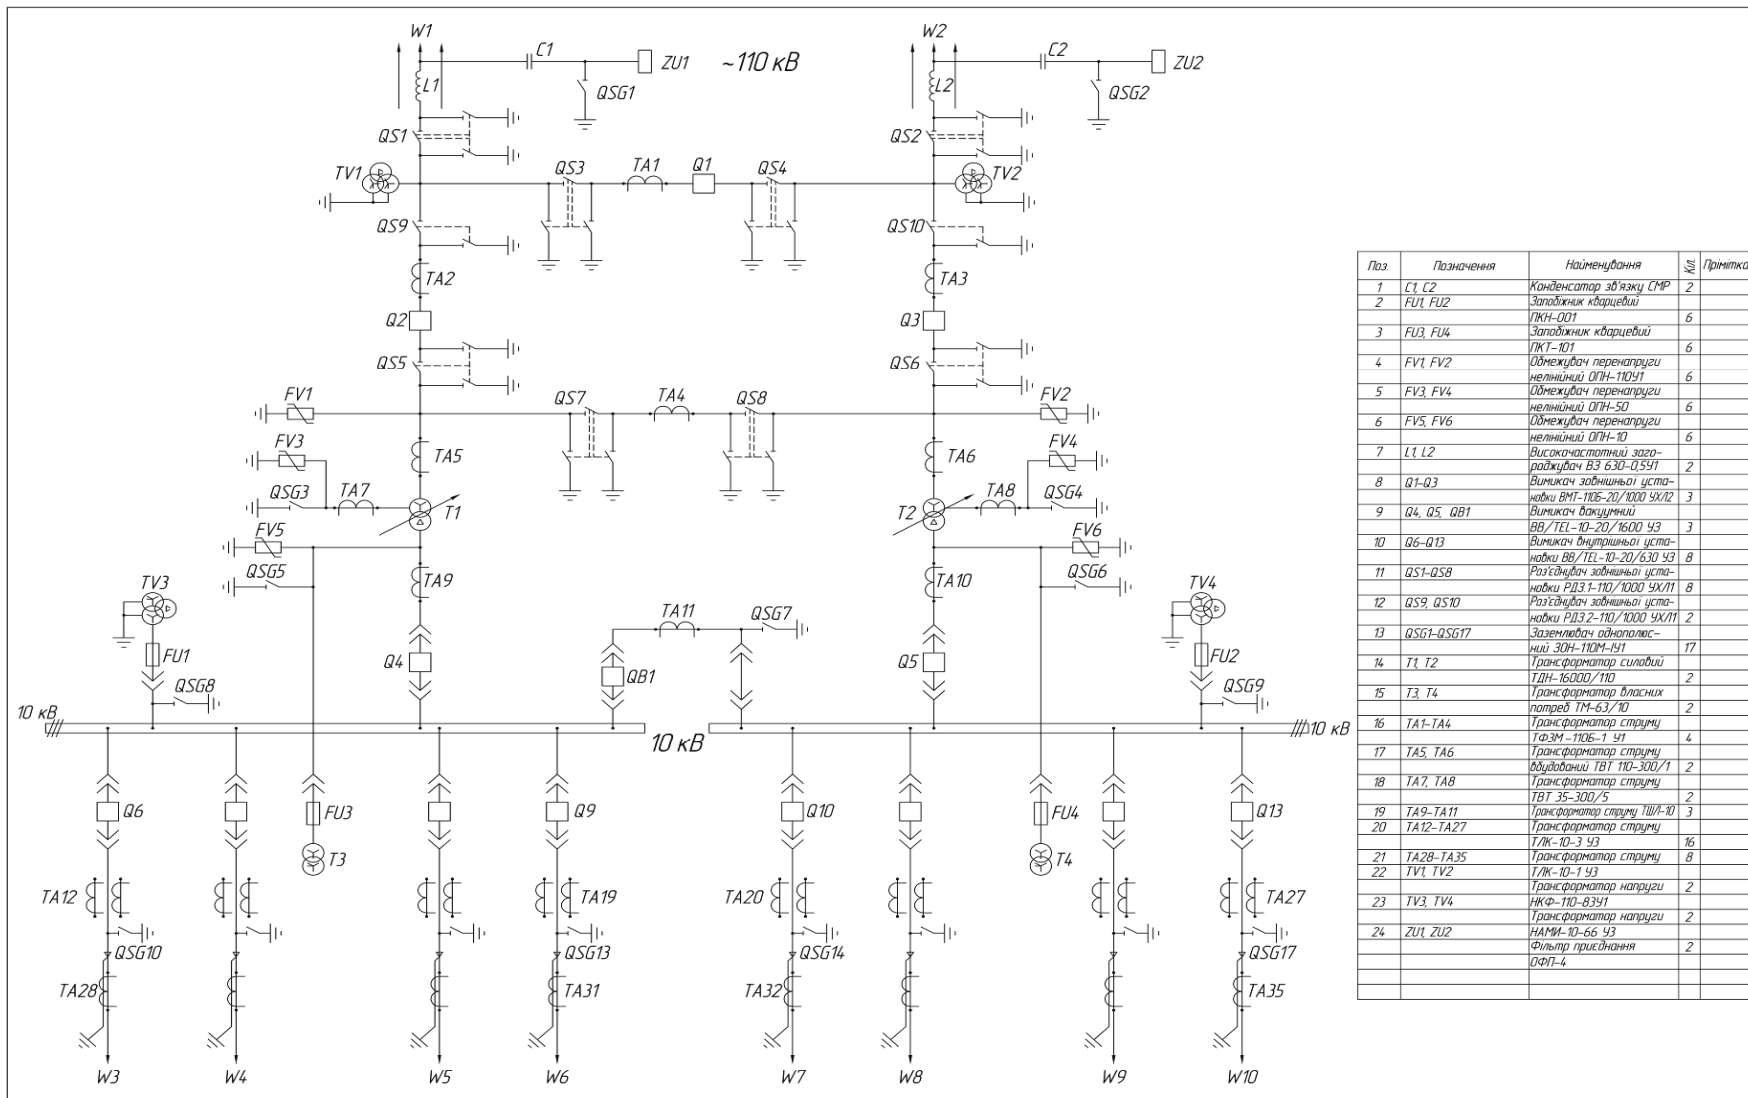 W1
W2
C1
ZU1
~110 кВ
C2
ZU2
L1
QSG1
L2
QSG2
QS1
QS2
TV1
QS3
TA1
Q1
QS4
TV2
QS9
QS10
TA2
TA3
Q2
Q3
QS5
QS6
FV1
QS7
TA4
QS8
FV2
FV3
TA5
TA6
FV4
QSG3
TA7
T1
T2
TA8
QSG4
FV5
FV6
QSG5
TA9
TA10
QSG6
TV3
TV4
TA11
QSG7
FU1
Q4
QB1
Q5
FU2
QSG8
QSG9
10 кВ
10 кВ
10 кВ
Q6
FU3
Q9
Q10
FU4
Q13
T3
T4
TA12
TA19
TA20
TA27
QSG10
QSG13
QSG14
QSG17
TA28
TA31
TA32
TA35
W3
W4
W5
W6
W7
W8
W9
W10
Поз. Позначення Найменування Кіл. Прімітка
1 C1, C2 Конденсатор зв'язку СМР 2
2 FU1, FU2 Запобіжник кварцевий
ПКН-001 6
3 FU3, FU4 Запобіжник кварцевий
ПКТ-101 6
4 FV1, FV2 Обмежувач перенапруги
нелінійний ОПН-110У1 6
5 FV3, FV4 Обмежувач перенапруги
нелінійний ОПН-50 6
6 FV5, FV6 Обмежувач перенапруги
нелінійний ОПН-10 6
7 L1, L2 Високачастотний заго-
роджувач ВЗ 630-0,5У1 2
8 Q1-Q3 Вимикач зовнішньої уста-
новки ВМТ-110Б-20/1000 УХЛ2 3
9 Q4, Q5, QB1 Вимикач вакуумний
ВВ/TEL-10-20/1600 У3 3
10 Q6-Q13 Вимикач внутрішньої уста-
новки ВВ/TEL-10-20/630 У3 8
11 QS1-QS8 Роз'єднувач зовнішньої уста-
новки РДЗ.1-110/1000 УХЛ1 8
12 QS9, QS10 Роз'єднувач зовнішньої уста-
новки РДЗ.2-110/1000 УХЛ1 2
13 QSG1-QSG17 Заземлювач однополюс-
ний ЗОН-110М-IУ1 17
14 T1, T2 Трансформатор силовий
ТДН-16000/110 2
15 T3, T4 Трансформатор власних
потреб ТМ-63/10 2
16 TA1-TA4 Трансформатор струму
ТФЗМ -110Б-1 У1 4
17 TA5, TA6 Трансформатор струму
вбудований ТВТ 110-300/1 2
18 TA7, TA8 Трансформатор струму
ТВТ 35-300/5 2
19 TA9-TA11 Трансформатор струму ТШЛ-10 3
20 TA12-TA27 Трансформатор струму
ТЛК-10-3 У3 16
21 TA28-TA35 Трансформатор струму 8
22 TV1, TV2 ТЛК-10-1 У3
Трансформатор напруги 2
23 TV3, TV4 НКФ-110-83У1
Трансформатор напруги 2
24 ZU1, ZU2 НАМИ-10-66 У3
Фільтр приєднання 2
ОФП-4